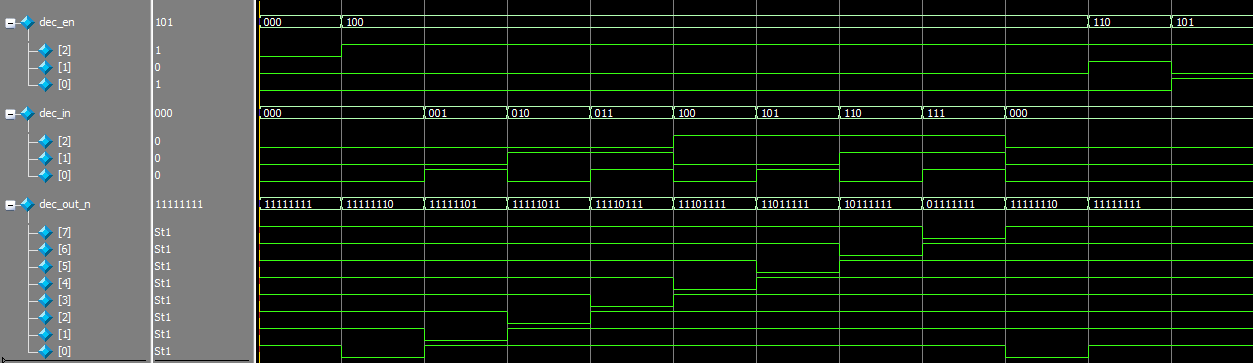 dec_en 101 000 100 110 101
[2] 1
[1] 0
[0] 1
dec_in 000 000 001 010 011 100 101 110 111 000
[2] 0
[1] 0
[0] 0
dec_out_n 11111111 11111111 11111110 11111101 11111011 11110111 11101111 11011111 10111111 01111111 11111110 11111111
[7] St1
[6] St1
[5] St1
[4] St1
[3] St1
[2] St1
[1] St1
[0] St1